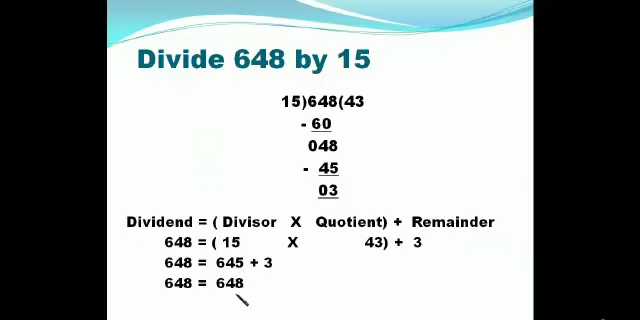 Divide 648 by 15
15)648(43
- 60
048
- 45
03
Dividend = ( Divisor X Quotient) + Remainder
648 = ( 15 X 43) + 3
648 = 645 + 3
648 = 648